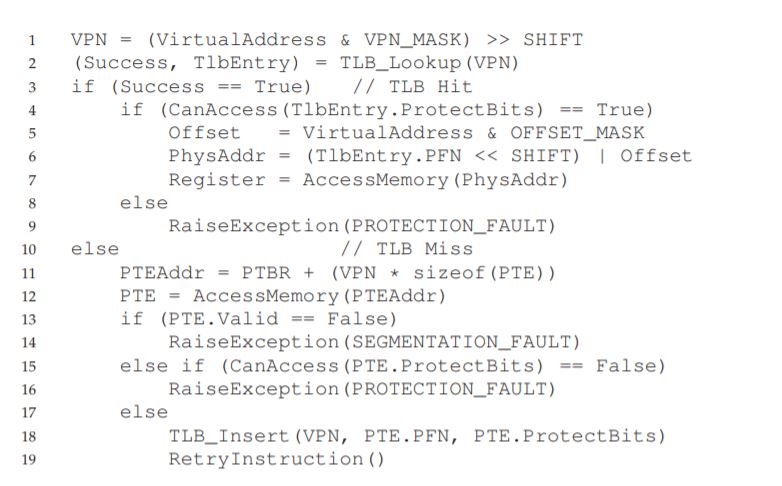 1 VPN = (VirtualAddress & VPN_MASK) >> SHIFT
2 (Success, TlbEntry) = TLB_Lookup(VPN)
3 if (Success == True) // TLB Hit
4 if (CanAccess(TlbEntry.ProtectBits) == True)
5 Offset = VirtualAddress & OFFSET_MASK
6 PhysAddr = (TlbEntry.PFN << SHIFT) | Offset
7 Register = AccessMemory(PhysAddr)
8 else
9 RaiseException(PROTECTION_FAULT)
10 else // TLB Miss
11 PTEAddr = PTBR + (VPN * sizeof(PTE))
12 PTE = AccessMemory(PTEAddr)
13 if (PTE.Valid == False)
14 RaiseException(SEGMENTATION_FAULT)
15 else if (CanAccess(PTE.ProtectBits) == False)
16 RaiseException(PROTECTION_FAULT)
17 else
18 TLB_Insert(VPN, PTE.PFN, PTE.ProtectBits)
19 RetryInstruction()